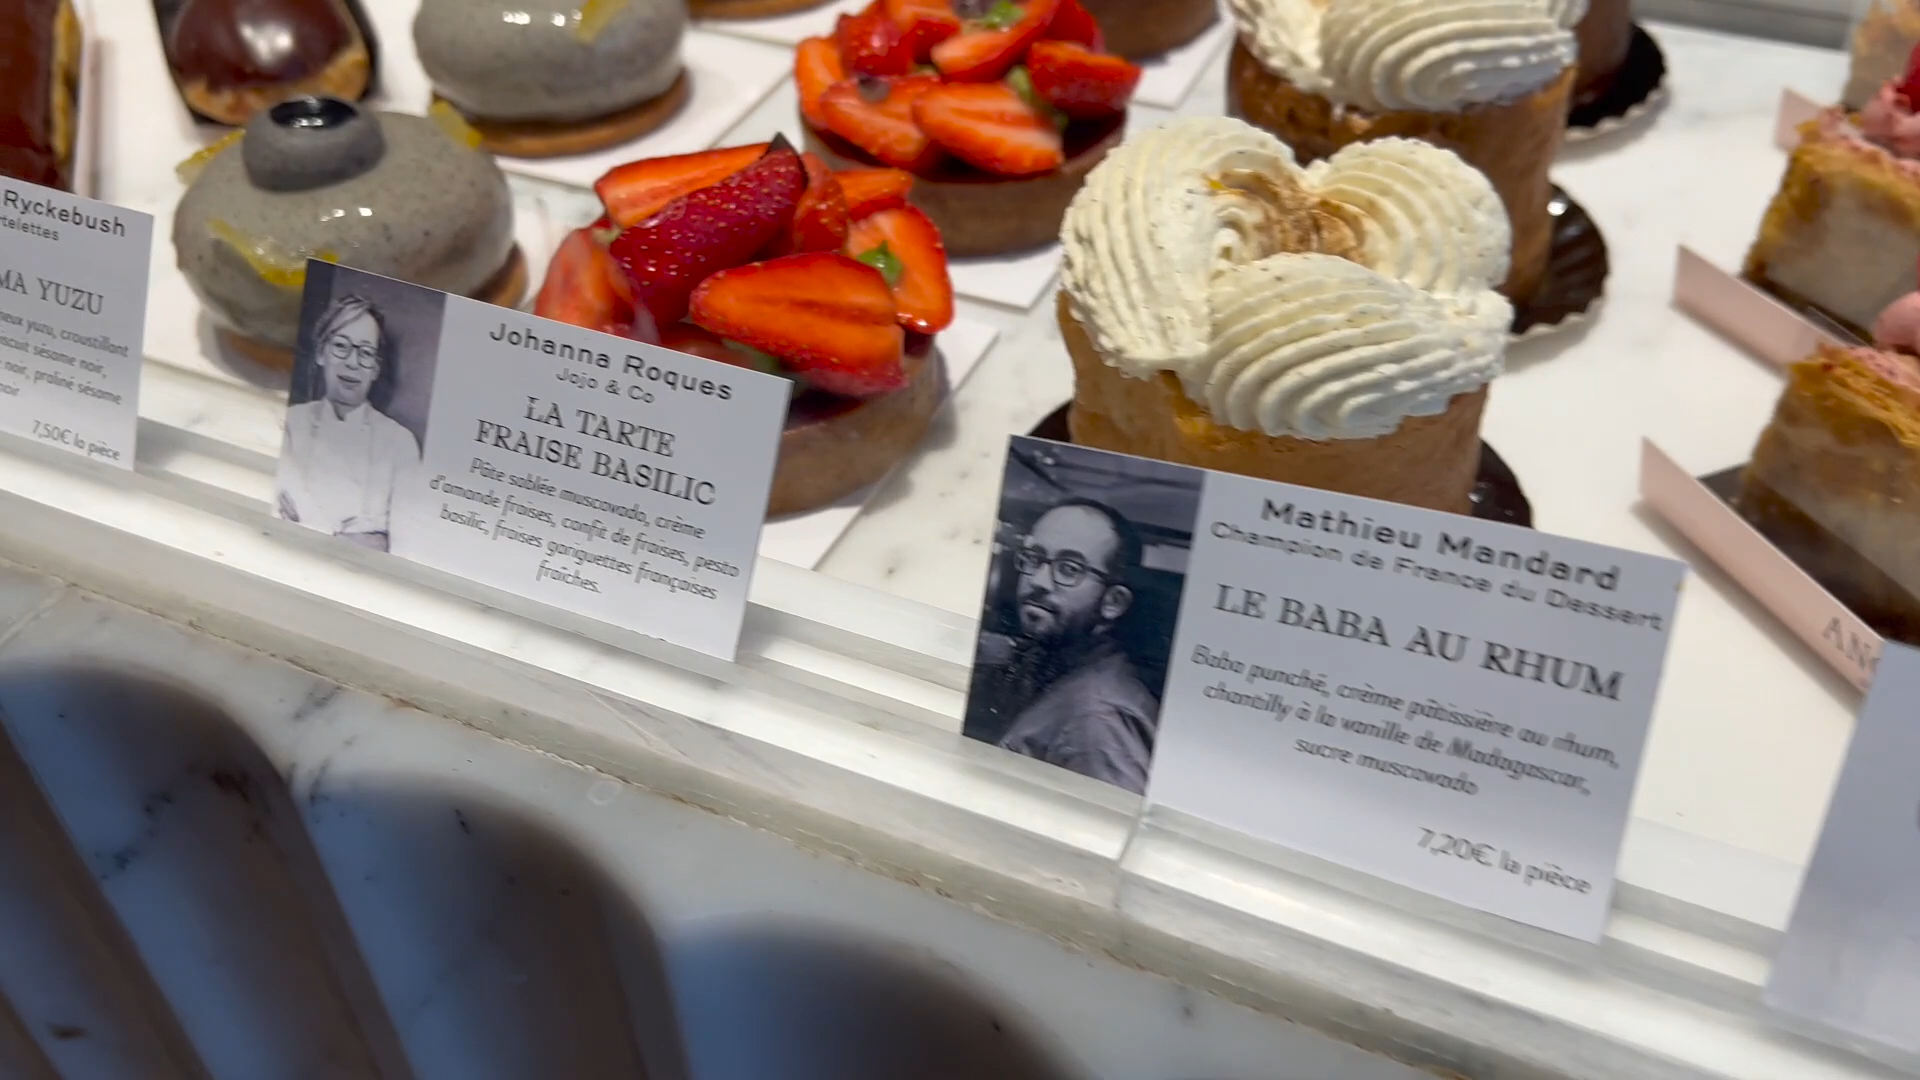 Ryckebush
MA YUZU
yuzu, croustillant
sésame noir,
noir, praliné sésame
noir
7,50€ la pièce
Johanna Roques
Jojo & Co
LA TARTE
FRAISE BASILIC
Pâte sablée muscovado, crème
d'amande fraises, confit de fraises, pesto
basilic, fraises gariguettes françaises
fraîches.
Mathieu Mandard
Champion de France du Dessert
LE BABA AU RHUM
Baba punché, crème pâtissière au rhum,
chantilly à la vanille de Madagascar,
sucre muscovado
7,20€ la pièce